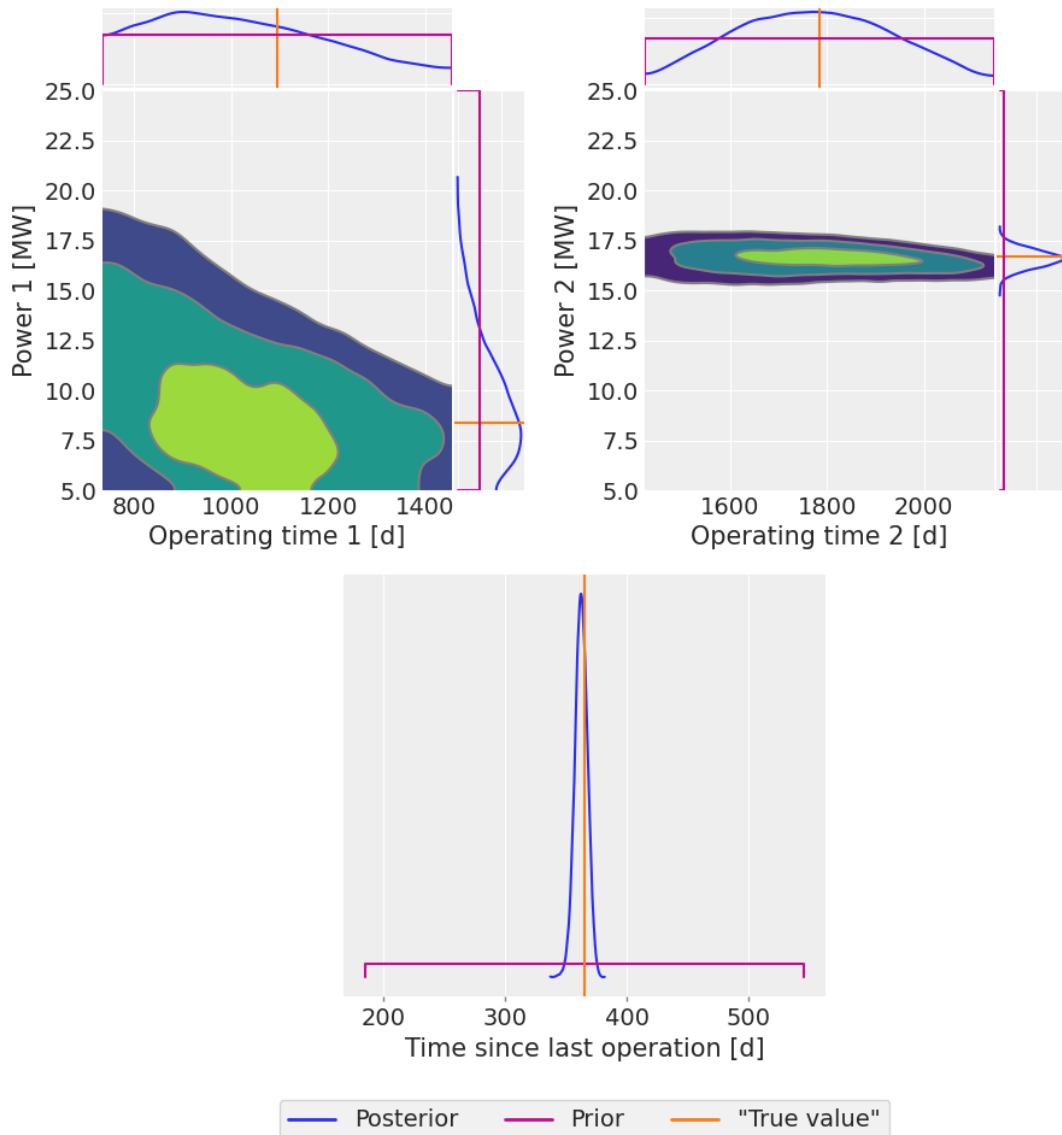 25.0
22.5
20.0
17.5
15.0
12.5
10.0
7.5
5.0
Power 1 [MW]
800 1000 1200 1400
Operating time 1 [d]
25.0
22.5
20.0
17.5
15.0
12.5
10.0
7.5
5.0
Power 2 [MW]
1600 1800 2000
Operating time 2 [d]
200 300 400 500
Time since last operation [d]
Posterior Prior "True value"